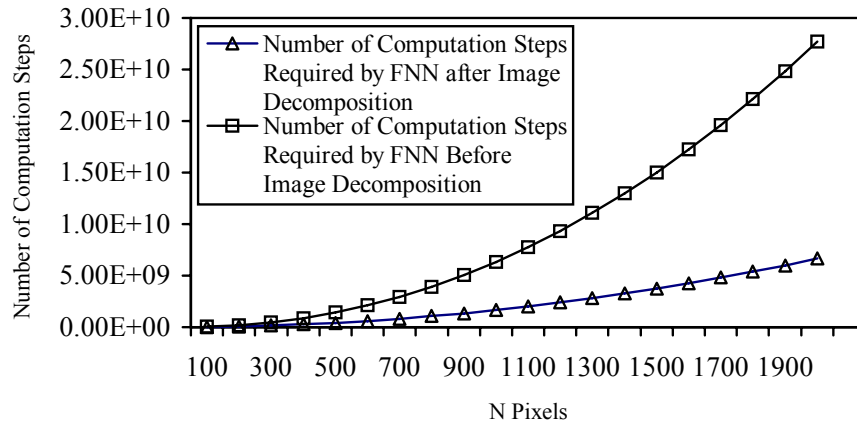 3.00E+10
2.50E+10
2.00E+10
1.50E+10
1.00E+10
5.00E+09
0.00E+00
Number of Computation Steps
Number of Computation Steps
Required by FNN after Image
Decomposition
Number of Computation Steps
Required by FNN Before
Image Decomposition
100 300 500 700 900 1100 1300 1500 1700 1900
N Pixels